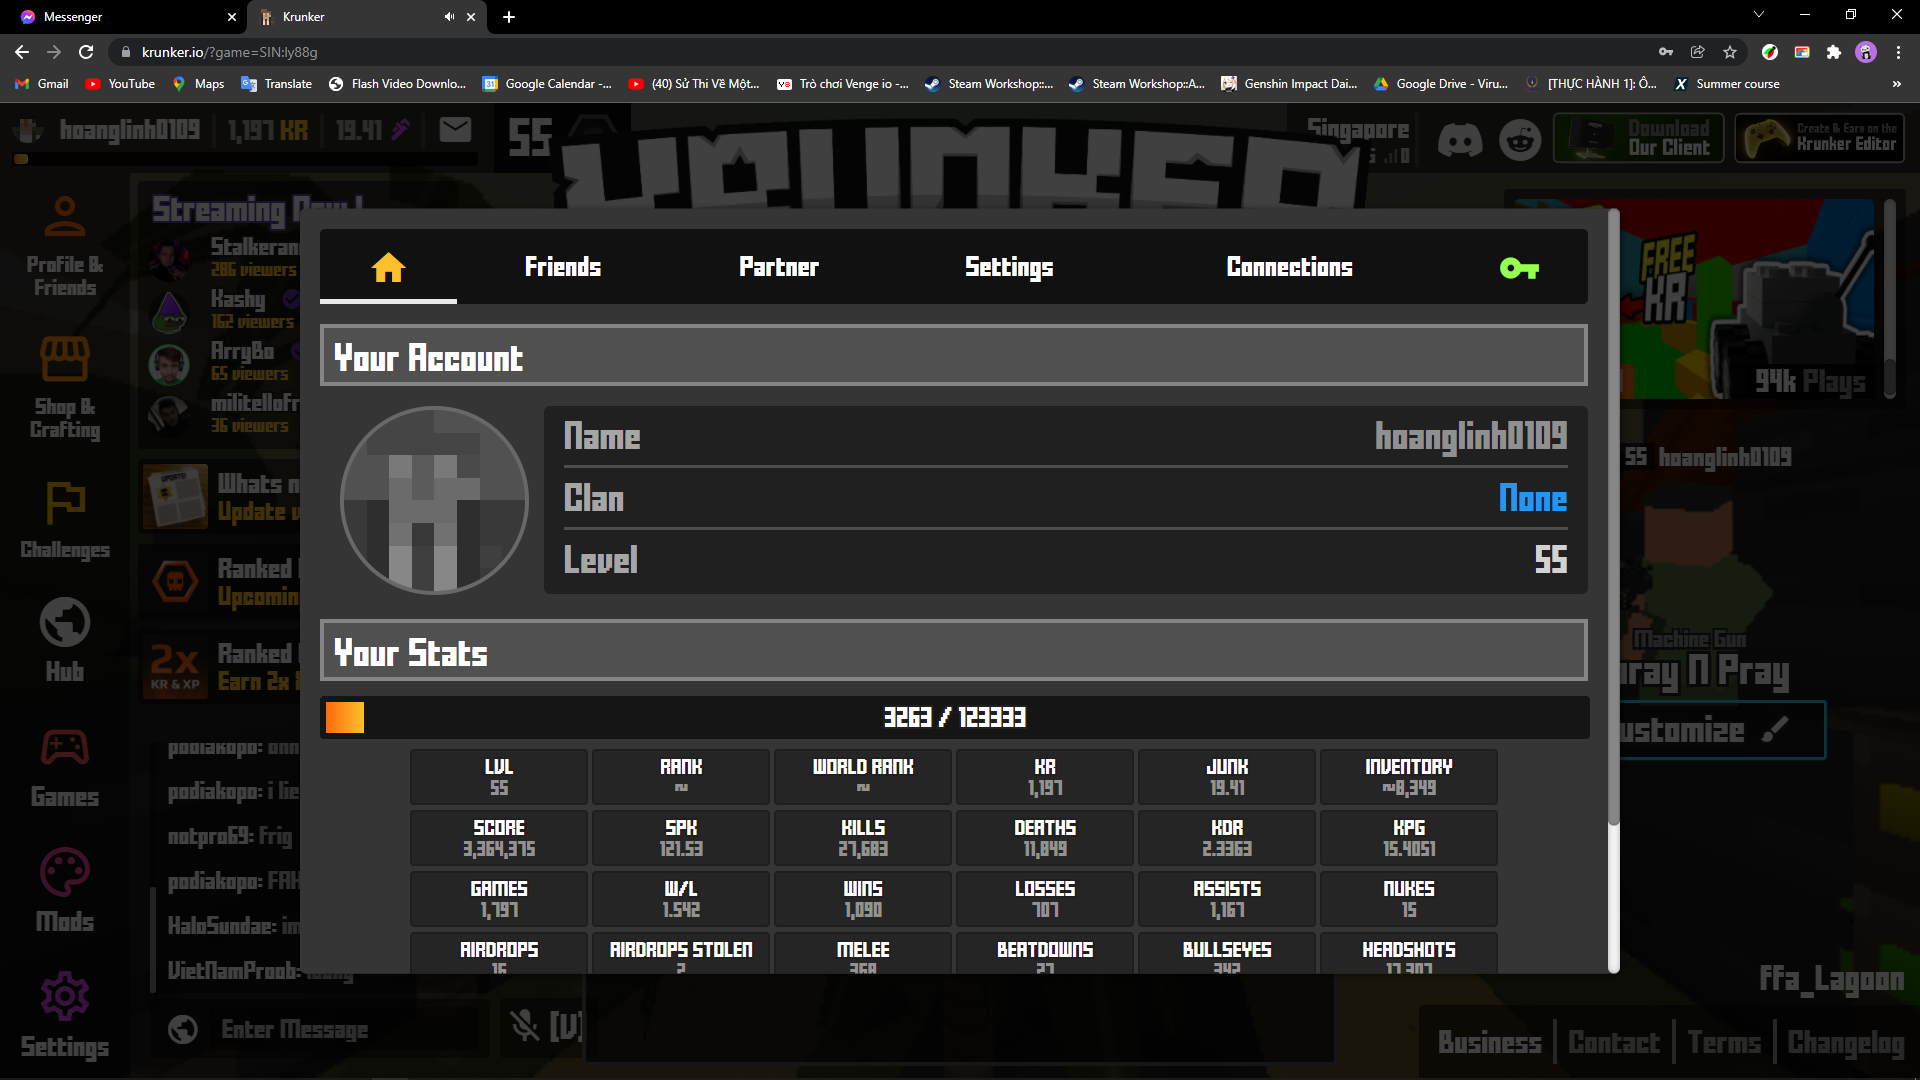 Messenger
Krunker
krunker.io/?game=SIN:ly88g
Gmail
YouTube
Maps
Translate
Flash Video Downlo...
Google Calendar -...
(40) Sử Thi Về Một...
Trò chơi Venge io -...
Steam Workshop::...
Steam Workshop::A...
Genshin Impact Dai...
Google Drive - Viru...
[THỰC HÀNH 1]: Ô...
Summer course
hoanglinh0109
1,197 KR
19.41
55
KRUNKER
Singapore
Download
Our Client
Create & Earn on the
Krunker Editor
Profile &
Friends
Shop &
Crafting
Challenges
Hub
Games
Mods
Settings
Streaming Now!
Stalkeran
286 viewers
Kashy
162 viewers
ArryBo
65 viewers
militellofr
36 viewers
Whats n
Update v
Ranked
Upcomin
2x
KR & XP
Ranked
Earn 2x
podiakopo:
podiakopo: i lie
notpro69: Frig
podiakopo: FAK
HaloSundae: im
VietNamProob:
Enter Message
[V]
Friends
Partner
Settings
Connections
Your Account
Name
hoanglinh0109
Clan
None
Level
55
Your Stats
3263 / 123333
LVL
55
RANK
~
WORLD RANK
~
KR
1,197
JUNK
19.41
INVENTORY
~8,349
SCORE
3,364,375
SPK
121.53
KILLS
27,683
DEATHS
11,849
KDR
2.3363
KPG
15.4051
GAMES
1,797
W/L
1.542
WINS
1,090
LOSSES
707
ASSISTS
1,167
NUKES
15
AIRDROPS
16
AIRDROPS STOLEN
2
MELEE
368
BEATDOWNS
27
BULLSEYES
342
HEADSHOTS
17,307
FREE
KR
94k Plays
55 hoanglinh0109
Machine Gun
ray N Pray
ustomize
ffa_Lagoon
Business
Contact
Terms
Changelog